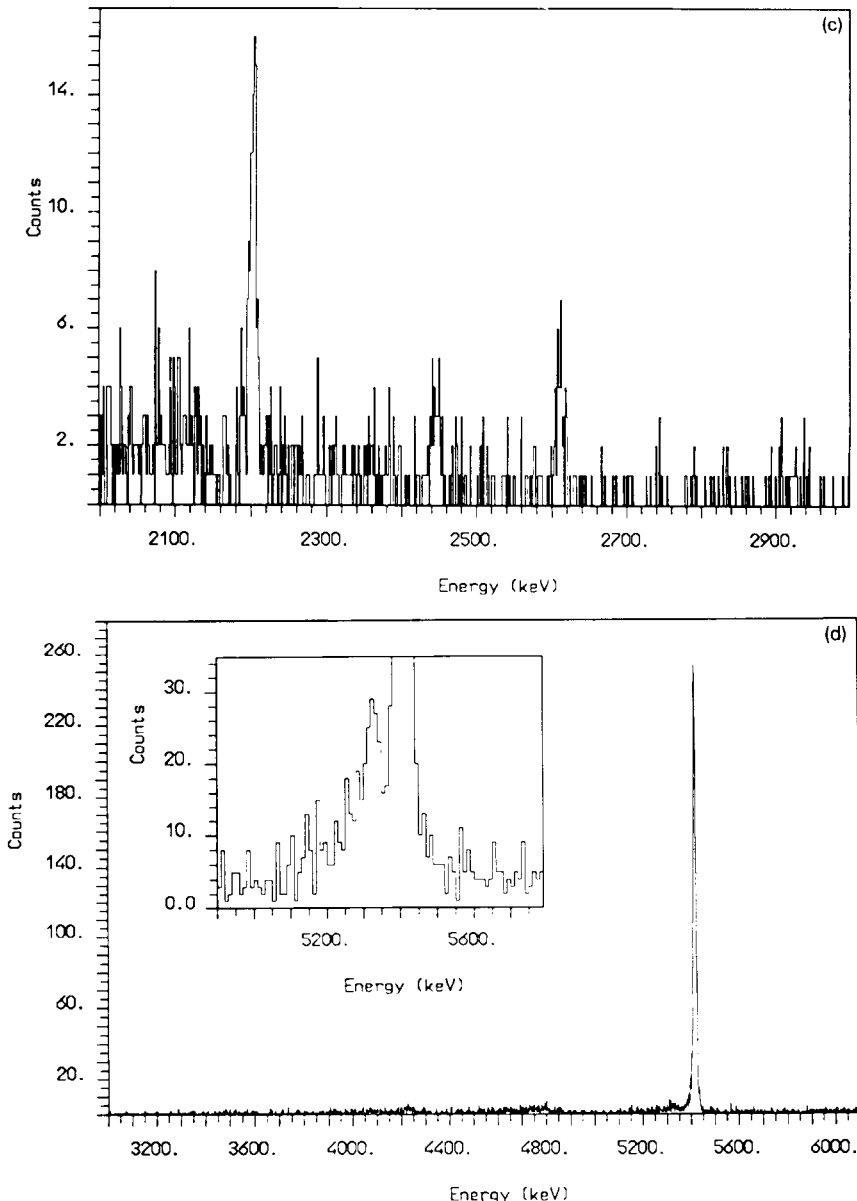 (c)
14.
10.
6.
2.
Counts
2100. 2300. 2500. 2700. 2900.
Energy (keV)
(d)
260.
220.
180.
140.
100.
60.
20.
Counts
30.
20.
10.
0.0
Counts
5200. 5600.
Energy (keV)
3200. 3600. 4000. 4400. 4800. 5200. 5600. 6000.
Energy (keV)